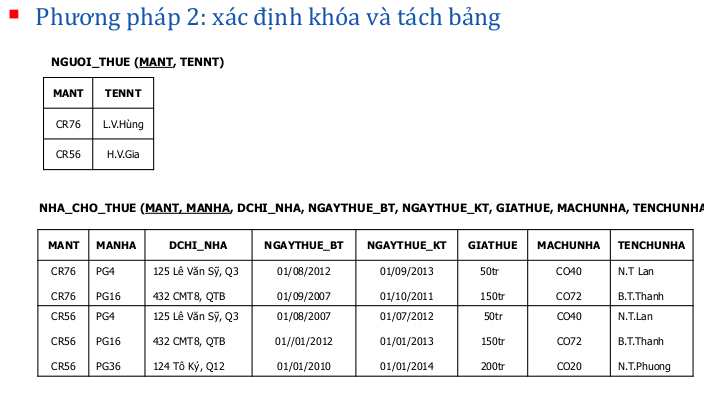 Phương pháp 2: xác định khóa và tách bảng
NGUOI_THUE (MANT, TENNT)
MANT TENNT
CR76 L.V.Hùng
CR56 H.V.Gia
NHA_CHO_THUE (MANT, MANHA, DCHI_NHA, NGAYTHUE_BT, NGAYTHUE_KT, GIATHUE, MACHUNHA, TENCHUNHA
MANT MANHA DCHI_NHA NGAYTHUE_BT NGAYTHUE_KT GIATHUE MACHUNHA TENCHUNHA
CR76 PG4 125 Lê Văn Sỹ, Q3 01/08/2012 01/09/2013 50tr CO40 N.T Lan
CR76 PG16 432 CMT8, QTB 01/09/2007 01/10/2011 150tr CO72 B.T.Thanh
CR56 PG4 125 Lê Văn Sỹ, Q3 01/08/2007 01/07/2012 50tr CO40 N.T.Lan
CR56 PG16 432 CMT8, QTB 01//01/2012 01/01/2013 150tr CO72 B.T.Thanh
CR56 PG36 124 Tô Ký, Q12 01/01/2010 01/01/2014 200tr CO20 N.T.Phuong